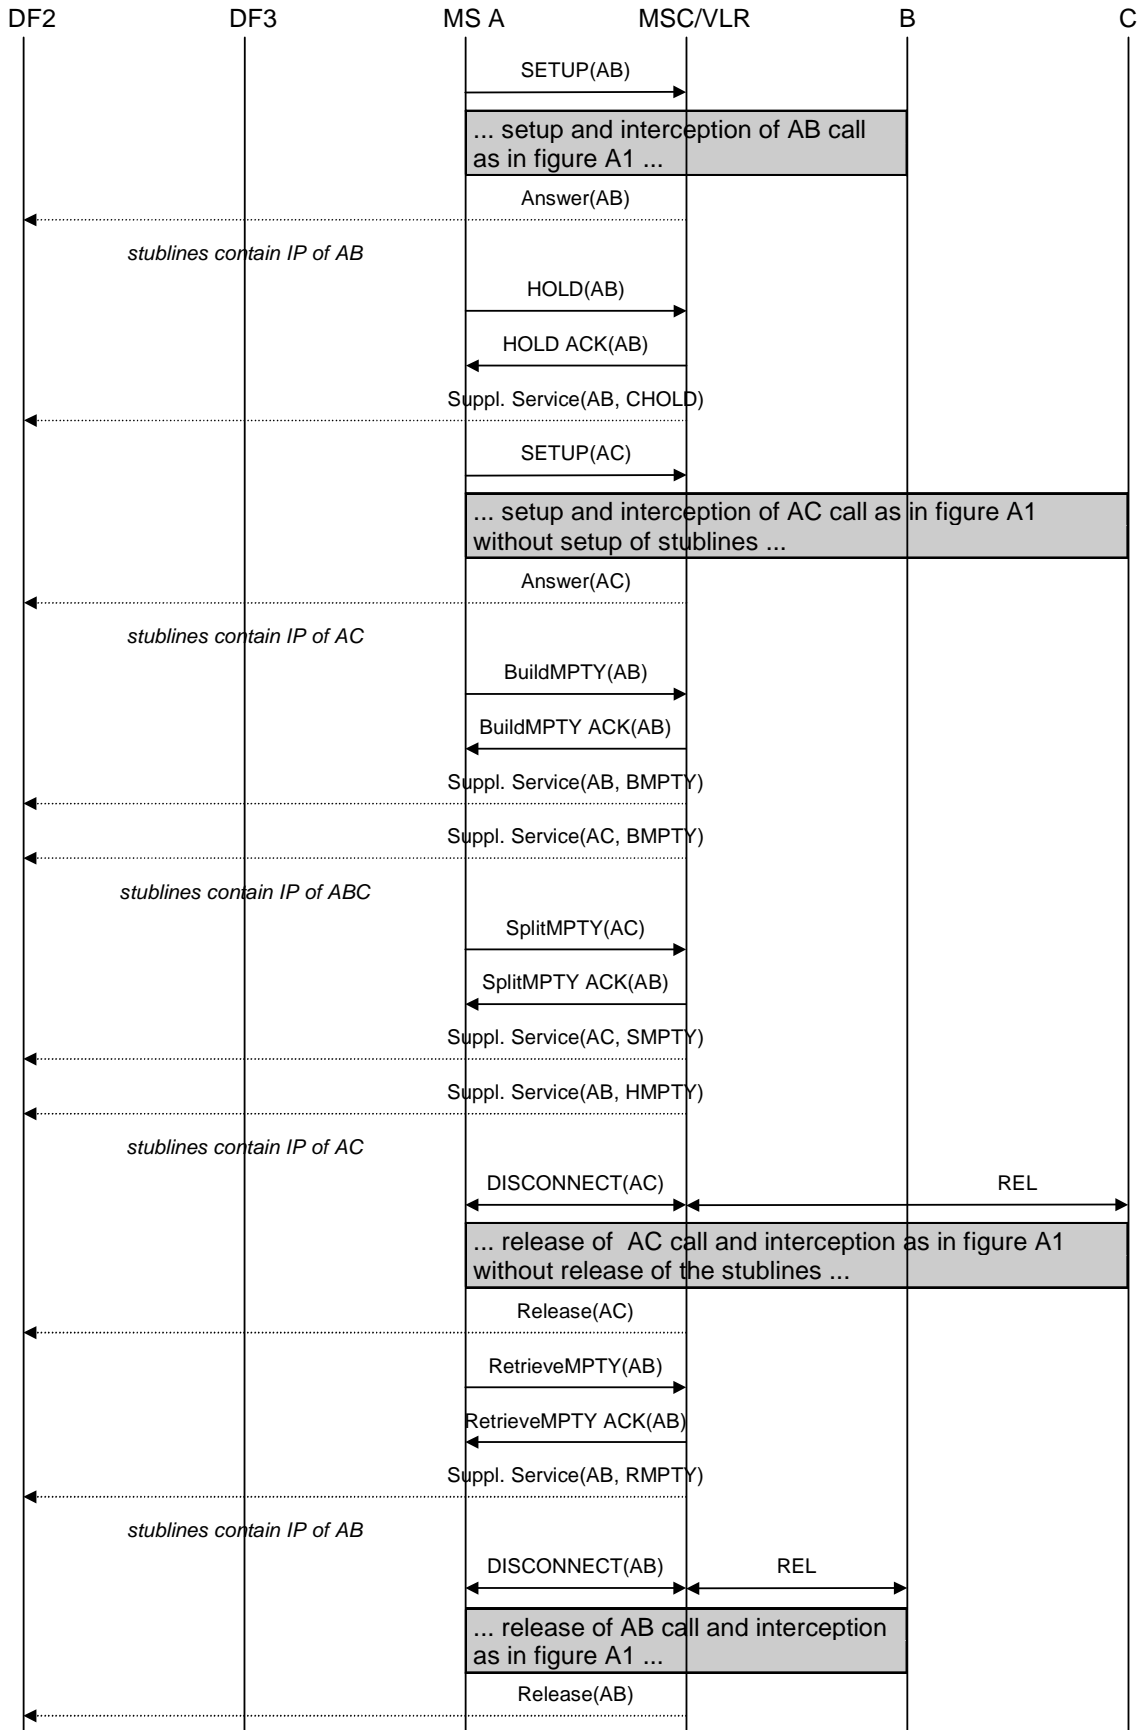 DF2 DF3 MS A MSC/VLR B C
SETUP(AB)
... setup and interception of AB call
as in figure A1 ...
Answer(AB)
stublines contain IP of AB
HOLD(AB)
HOLD ACK(AB)
Suppl. Service(AB, CHOLD)
SETUP(AC)
... setup and interception of AC call as in figure A1
without setup of stublines ...
Answer(AC)
stublines contain IP of AC
BuildMPTY(AB)
BuildMPTY ACK(AB)
Suppl. Service(AB, BMPTY)
Suppl. Service(AC, BMPTY)
stublines contain IP of ABC
SplitMPTY(AC)
SplitMPTY ACK(AB)
Suppl. Service(AC, SMPTY)
Suppl. Service(AB, HMPTY)
stublines contain IP of AC
DISCONNECT(AC) REL
... release of  AC call and interception as in figure A1
without release of the stublines ...
Release(AC)
RetrieveMPTY(AB)
RetrieveMPTY ACK(AB)
Suppl. Service(AB, RMPTY)
stublines contain IP of AB
DISCONNECT(AB) REL
... release of AB call and interception
as in figure A1 ...
Release(AB)